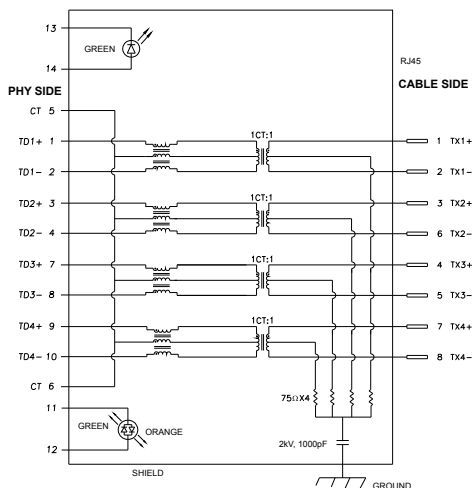 13
GREEN
14
RJ45
PHY SIDE
CABLE SIDE
CT 5
1CT:1
TD1+ 1
1 TX1+
TD1- 2
2 TX1-
1CT:1
TD2+ 3
3 TX2+
TD2- 4
6 TX2-
1CT:1
TD3+ 7
4 TX3+
TD3- 8
5 TX3-
1CT:1
TD4+ 9
7 TX4+
TD4- 10
8 TX4-
CT 6
75ΩX4
11
GREEN
ORANGE
2kV, 1000pF
12
SHIELD
GROUND